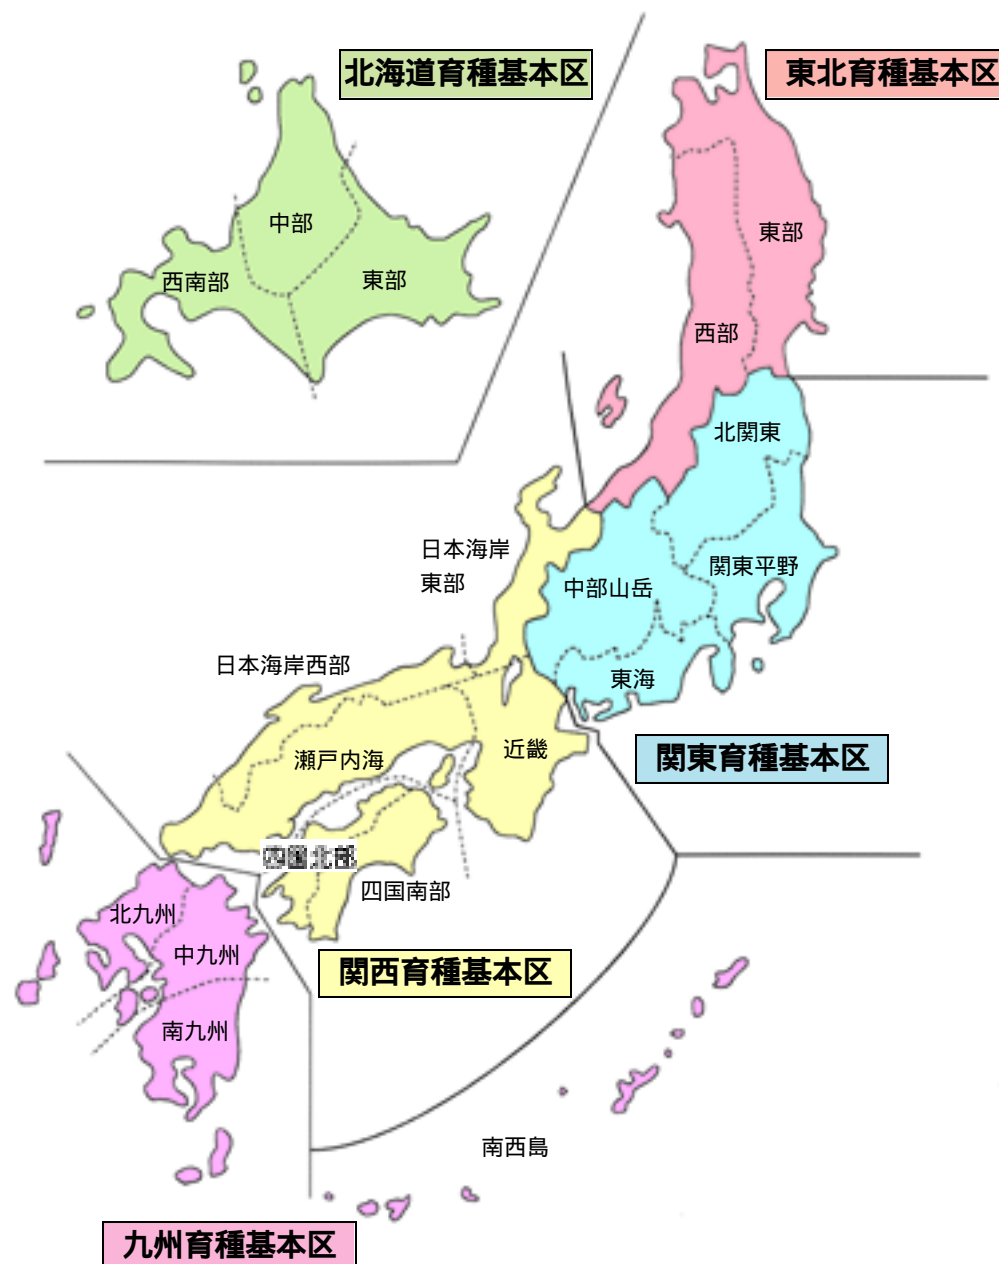 北海道育種基本区
東北育種基本区
中部
西南部
東部
東部
西部
北関東
日本海岸
東部
中部山岳
関東平野
日本海岸西部
東海
瀬戸内海
近畿
関東育種基本区
四国北部
四国南部
北九州
中九州
関西育種基本区
南九州
南西島
九州育種基本区